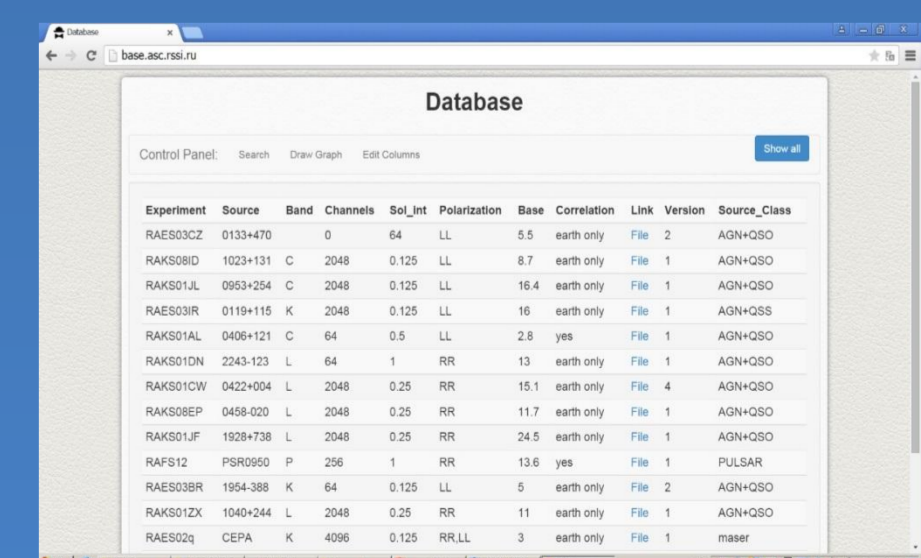 Database
base.asc.rssi.ru
Database
Control Panel: Search Draw Graph Edit Columns Show all
Experiment Source Band Channels Sol_int Polarization Base Correlation Link Version Source_Class
RAES03CZ 0133+470 0 64 LL 5.5 earth only File 2 AGN+QSO
RAKS08ID 1023+131 C 2048 0.125 LL 8.7 earth only File 1 AGN+QSO
RAKS01JL 0953+254 C 2048 0.125 LL 16.4 earth only File 1 AGN+QSO
RAES03IR 0119+115 K 2048 0.125 LL 16 earth only File 1 AGN+QSS
RAKS01AL 0406+121 C 64 0.5 LL 2.8 yes File 1 AGN+QSO
RAKS01DN 2243-123 L 64 1 RR 13 earth only File 1 AGN+QSO
RAKS01CW 0422+004 L 2048 0.25 RR 15.1 earth only File 4 AGN+QSO
RAKS08EP 0458-020 L 2048 0.25 RR 11.7 earth only File 1 AGN+QSO
RAKS01JF 1928+738 L 2048 0.25 RR 24.5 earth only File 1 AGN+QSO
RAFS12 PSR0950 P 256 1 RR 13.6 yes File 1 PULSAR
RAES03BR 1954-388 K 64 0.125 LL 5 earth only File 2 AGN+QSO
RAKS01ZX 1040+244 L 2048 0.25 RR 11 earth only File 1 AGN+QSO
RAES02q CEPA K 4096 0.125 RR,LL 3 earth only File 1 maser